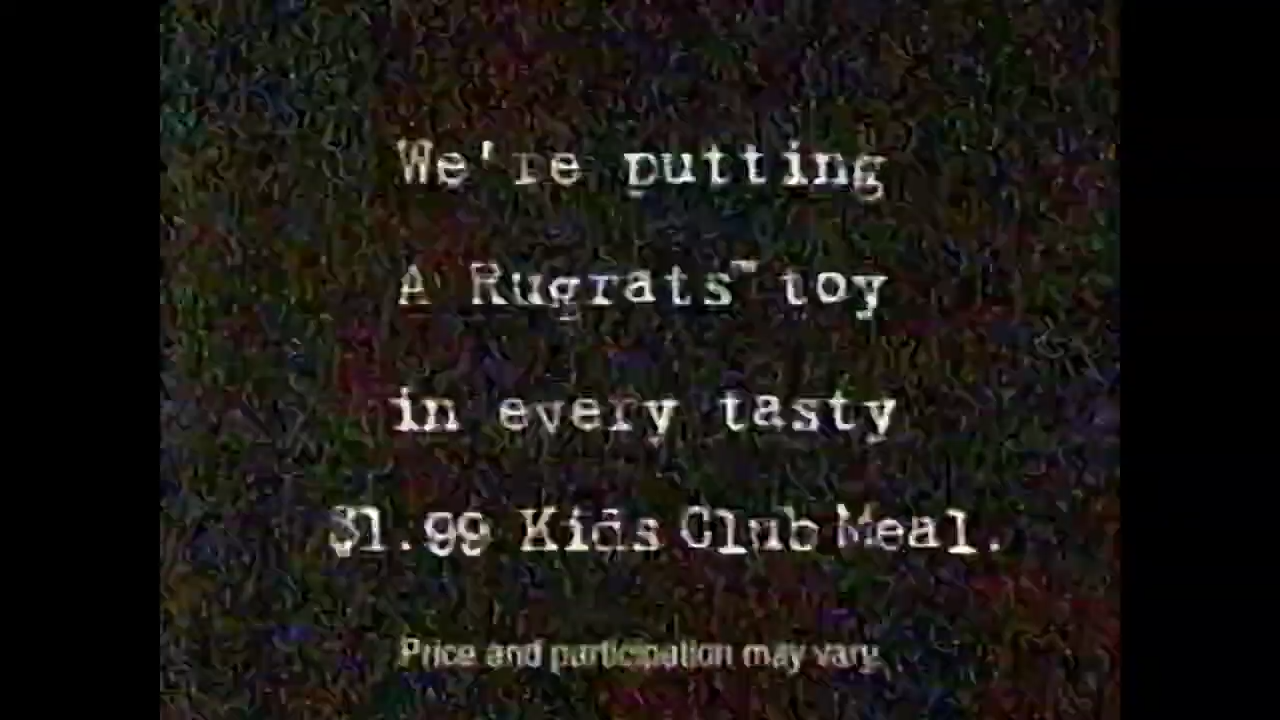 We're putting
A Rugrats™ toy
in every tasty
$1.99 Kids Club Meal.
Price and participation may vary.